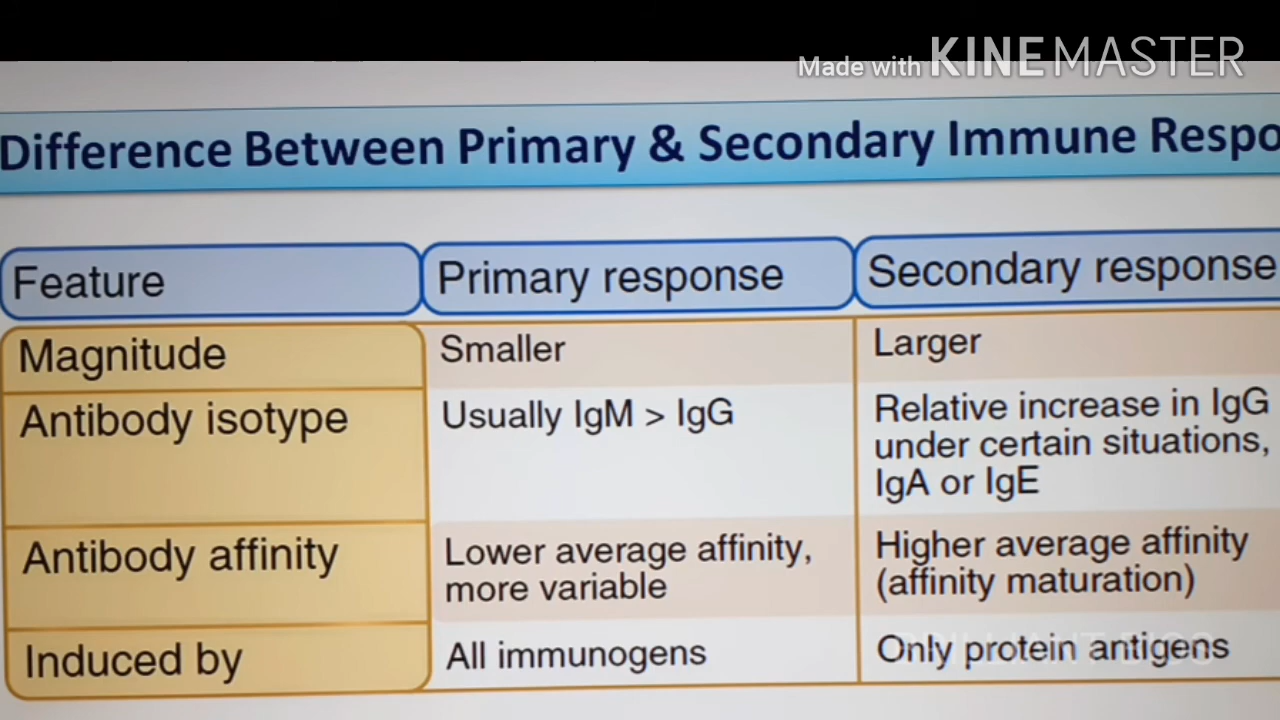 Made with KINEMASTER
Difference Between Primary & Secondary Immune Respo
Feature
Primary response
Secondary response
Magnitude
Smaller
Larger
Antibody isotype
Usually IgM > IgG
Relative increase in IgG
under certain situations,
IgA or IgE
Antibody affinity
Lower average affinity,
more variable
Higher average affinity
(affinity maturation)
Induced by
All immunogens
Only protein antigens